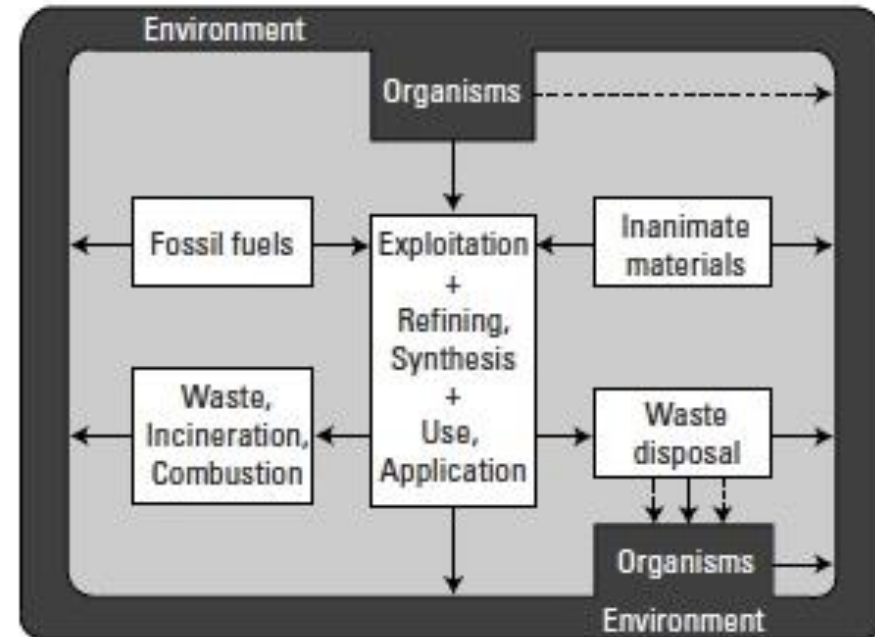 Environment
Organisms
Fossil fuels
Exploitation
+
Refining,
Synthesis
+
Use,
Application
Inanimate
materials
Waste,
Incineration,
Combustion
Waste
disposal
Organisms
Environment